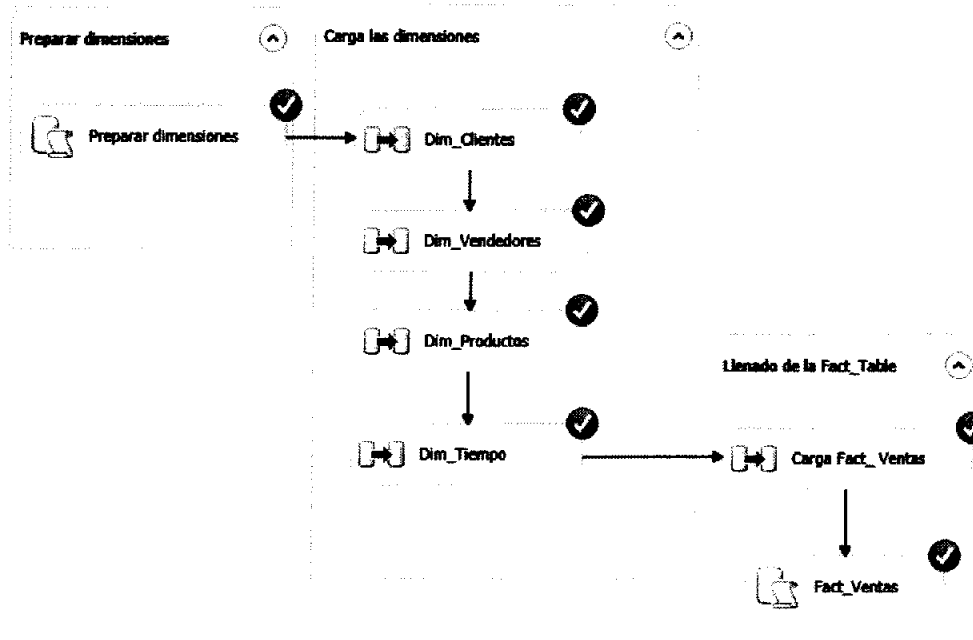 Preparar dimensiones
Carga las dimensiones
Preparar dimensiones
Dim_Clientes
Dim_Vendedores
Dim_Productos
Llenado de la Fact_Table
Dim_Tiempo
Carga Fact_ Ventas
Fact_Ventas